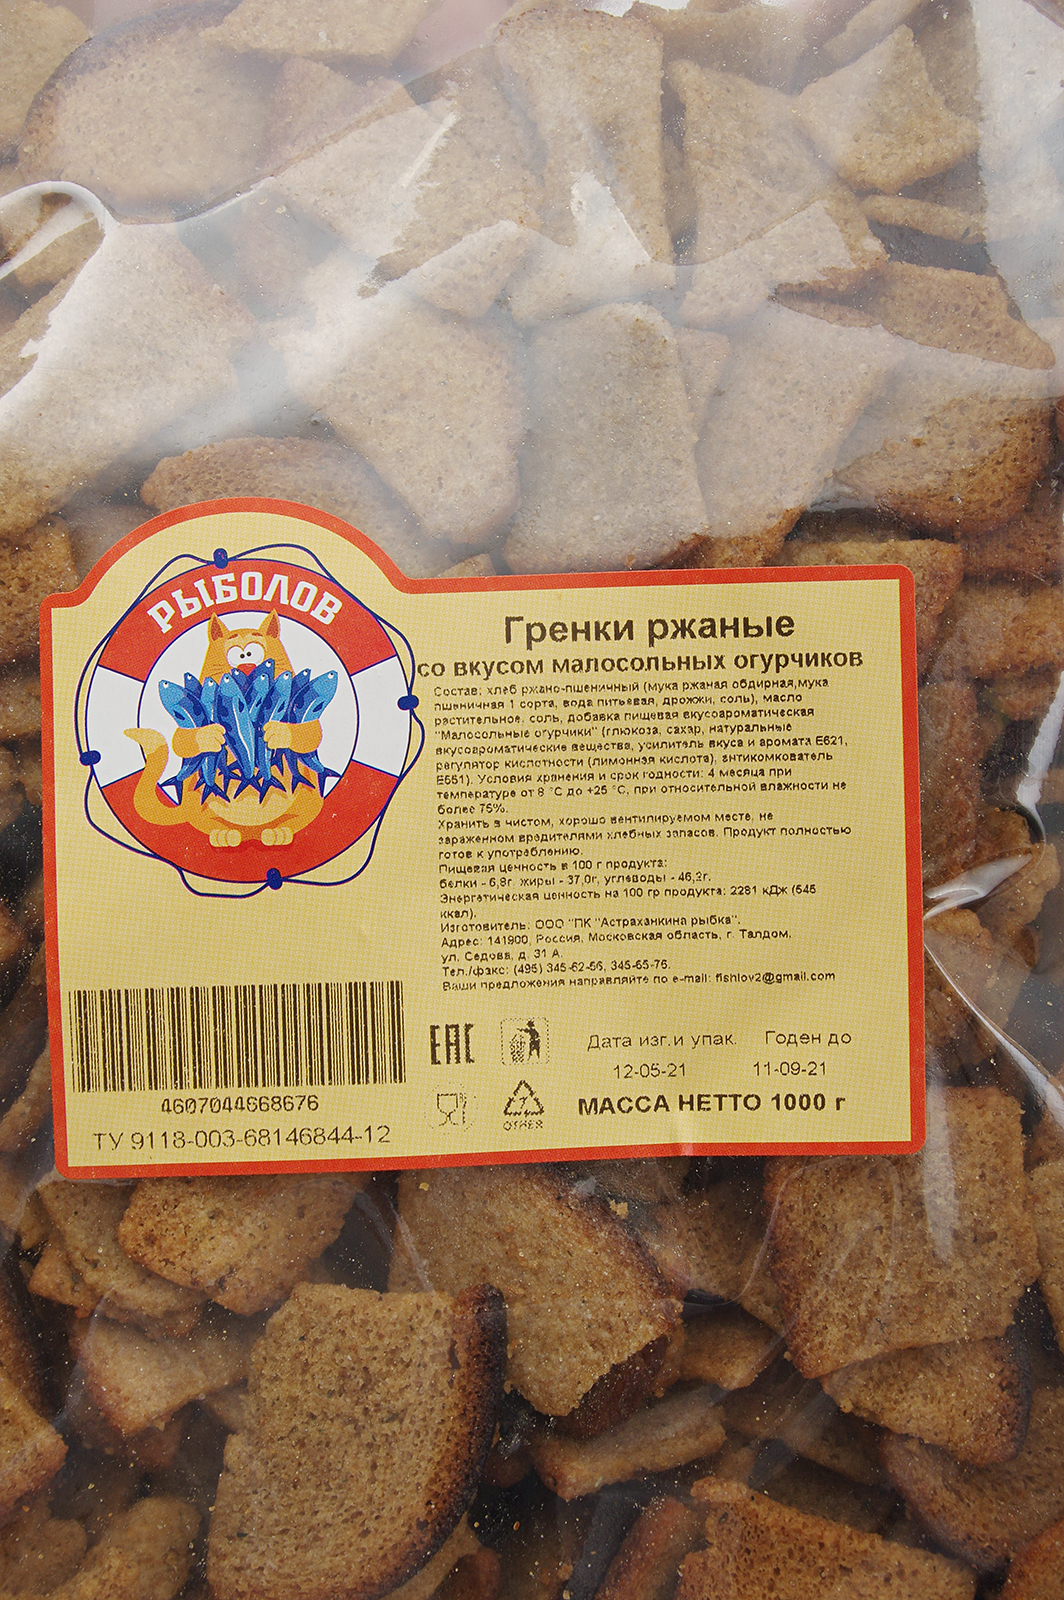 РЫБОЛОВ
Гренки ржаные
со вкусом малосольных огурчиков
Состав: хлеб ржано-пшеничный (мука ржаная обдирная,мука
пшеничная 1 сорта, вода питьевая, дрожжи, соль), масло
растительное, соль, добавка пищевая вкусоароматическая
"Малосольные огурчики" (глюкоза, сахар, натуральные
вкусоароматические вещества, усилитель вкуса и аромата Е621,
регулятор кислотности (лимонная кислота), антикомкователь
Е551). Условия хранения и срок годности: 4 месяца при
температуре от 8 °С до +25 °С, при относительной влажности не
более 75%.
Хранить в чистом, хорошо вентилируемом месте, не
зараженном вредителями хлебных запасов. Продукт полностью
готов к употреблению.
Пищевая ценность в 100 г продукта:
белки - 6,8г. жиры - 37,0г, углеводы - 46,2г.
Энергетическая ценность на 100 гр продукта: 2281 кДж (545
ккал).
Изготовитель: ООО "ПК "Астраханкина рыбка".
Адрес: 141900, Россия, Московская область, г. Талдом,
ул. Седова, д. 31 А.
Тел./факс: (495) 345-62-56, 345-65-76.
Ваши предложения направляйте по e-mail: fishlov2@gmail.com
EAC
Дата изг.и упак. Годен до
12-05-21 11-09-21
7
OTHER
МАССА НЕТТО 1000 г
4607044668676
ТУ 9118-003-68146844-12